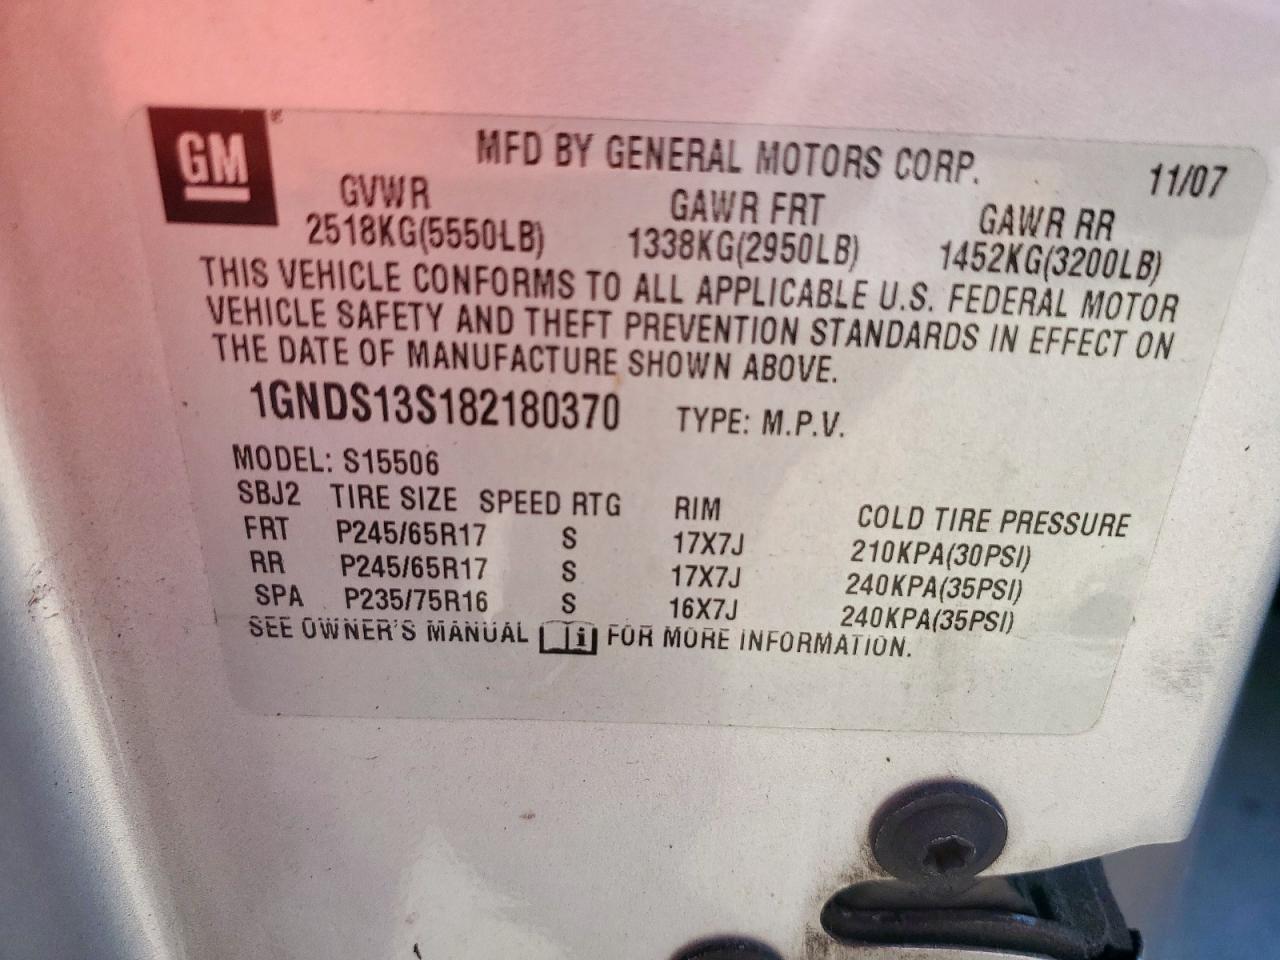 GM ®
MFD BY GENERAL MOTORS CORP. 11/07
GVWR GAWR FRT GAWR RR
2518KG(5550LB) 1338KG(2950LB) 1452KG(3200LB)
THIS VEHICLE CONFORMS TO ALL APPLICABLE U.S. FEDERAL MOTOR
VEHICLE SAFETY AND THEFT PREVENTION STANDARDS IN EFFECT ON
THE DATE OF MANUFACTURE SHOWN ABOVE.
1GNDS13S182180370 TYPE: M.P.V.
MODEL: S15506
SBJ2 TIRE SIZE SPEED RTG RIM COLD TIRE PRESSURE
FRT P245/65R17 S 17X7J 210KPA(30PSI)
RR P245/65R17 S 17X7J 240KPA(35PSI)
SPA P235/75R16 S 16X7J 240KPA(35PSI)
SEE OWNER'S MANUAL i FOR MORE INFORMATION.